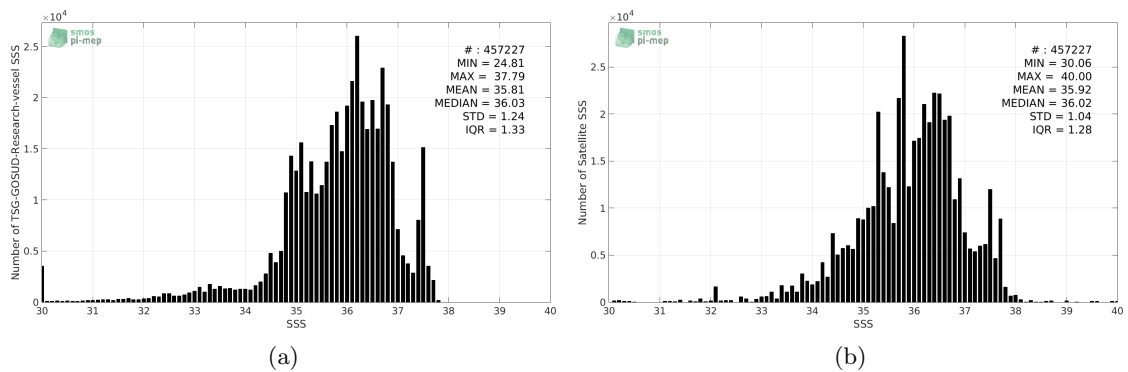 ×10⁴
smos
pi-mep
# : 457227
MIN = 24.81
MAX = 37.79
MEAN = 35.81
MEDIAN = 36.03
STD = 1.24
IQR = 1.33
Number of TSG-GOSUD-Research-vessel SSS
2.5
2
1.5
1
0.5
0
30 31 32 33 34 35 36 37 38 39 40
SSS
(a)
×10⁴
smos
pi-mep
# : 457227
MIN = 30.06
MAX = 40.00
MEAN = 35.92
MEDIAN = 36.02
STD = 1.04
IQR = 1.28
Number of Satellite SSS
2.5
2
1.5
1
0.5
0
30 31 32 33 34 35 36 37 38 39 40
SSS
(b)